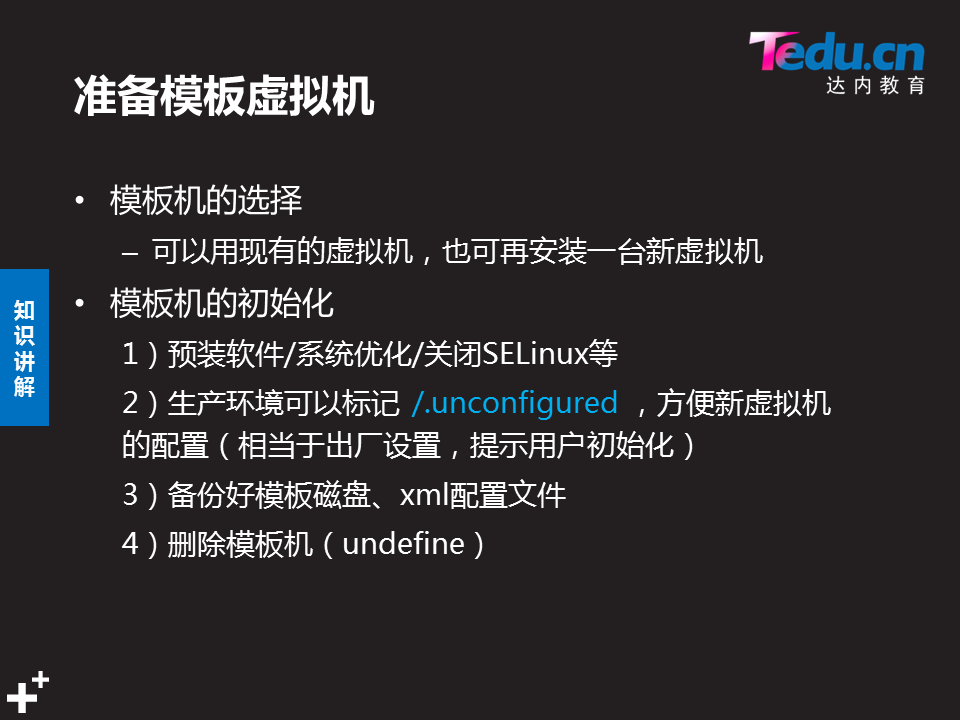 Tedu.cn
达内教育
准备模板虚拟机
• 模板机的选择
– 可以用现有的虚拟机，也可再安装一台新虚拟机
• 模板机的初始化
1）预装软件/系统优化/关闭SELinux等
2）生产环境可以标记 /.unconfigured ，方便新虚拟机
的配置（相当于出厂设置，提示用户初始化）
3）备份好模板磁盘、xml配置文件
4）删除模板机（undefine）
知识讲解